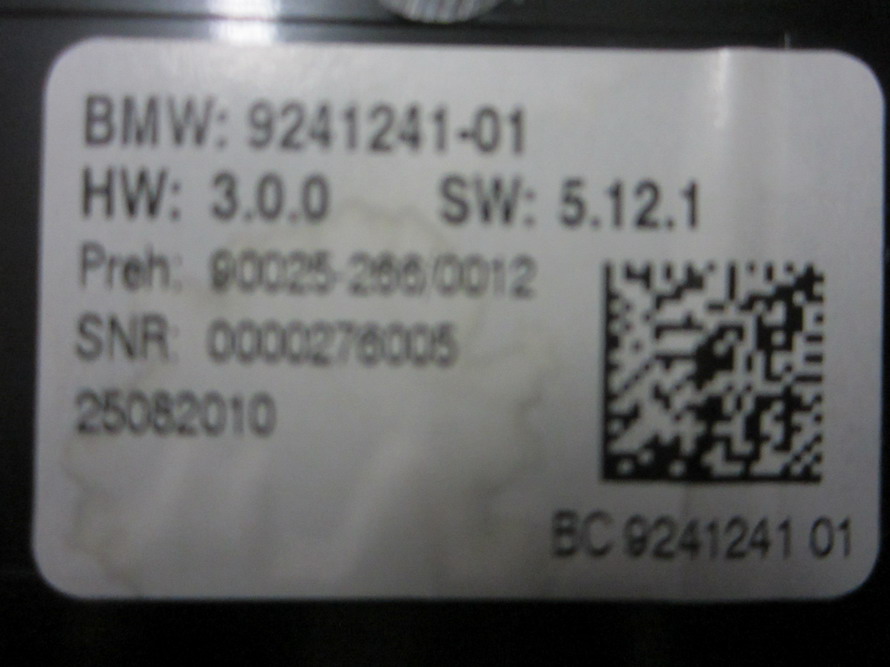 BMW: 9241241-01
HW: 3.0.0 SW: 5.12.1
Preh: 90025-266/0012
SNR: 0000276005
25082010
BC 9241241 01